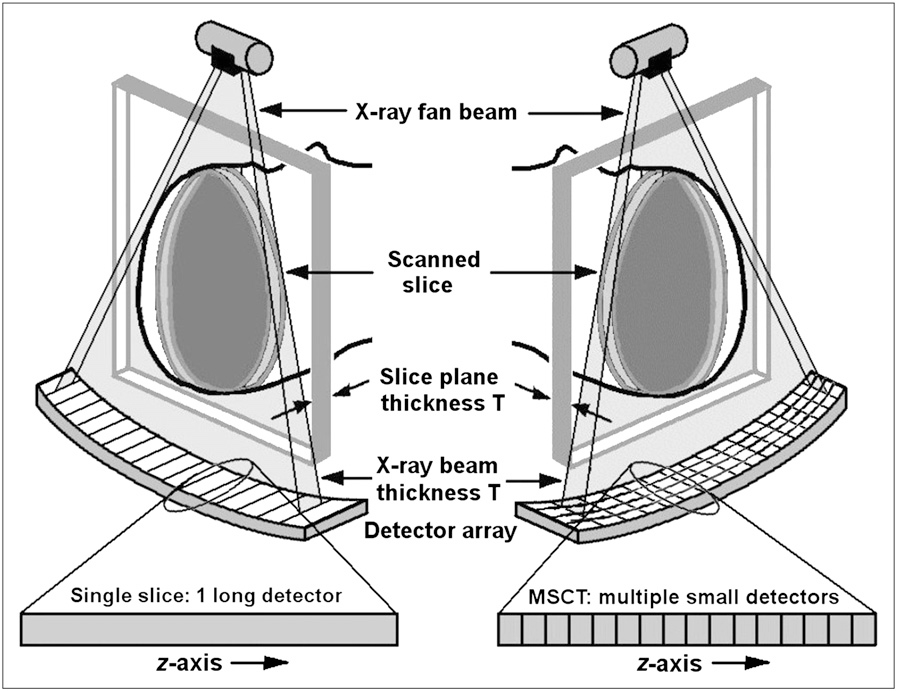 X-ray fan beam
Scanned
slice
Slice plane
thickness T
X-ray beam
thickness T
Detector array
Single slice: 1 long detector
MSCT: multiple small detectors
z-axis
z-axis